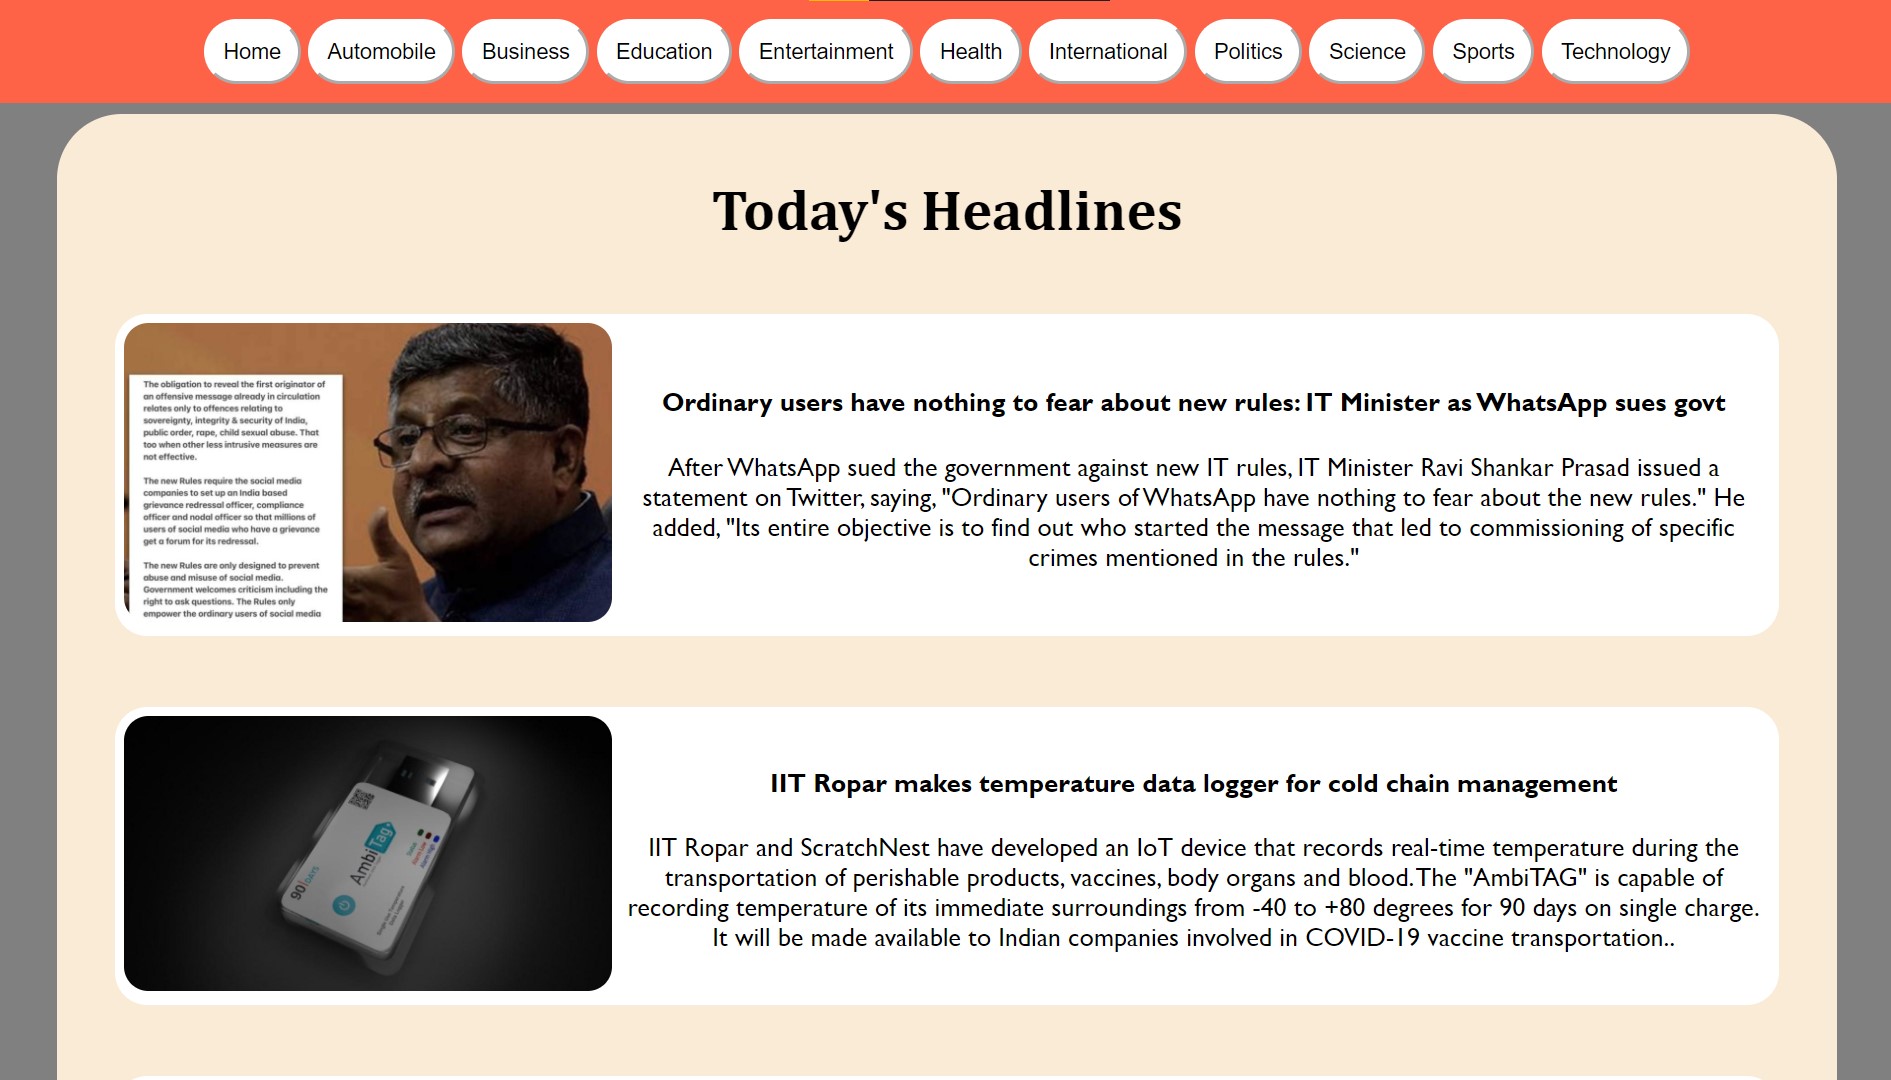 Home Automobile Business Education Entertainment Health International Politics Science Sports Technology
Today's Headlines
The obligation to reveal the first originator of
an offensive message already in circulation
relates only to offences relating to
sovereignty, integrity & security of India,
public order, rape, child sexual abuse. That
too when other less intrusive measures are
not effective.
The new Rules require the social media
companies to set up an India based
grievance redressal officer, compliance
officer and nodal officer so that millions of
users of social media who have a grievance
get a forum for its redressal.
The new Rules are only designed to prevent
abuse and misuse of social media.
Government welcomes criticism including the
right to ask questions. The Rules only
empower the ordinary users of social media
Ordinary users have nothing to fear about new rules: IT Minister as WhatsApp sues govt
After WhatsApp sued the government against new IT rules, IT Minister Ravi Shankar Prasad issued a
statement on Twitter, saying, "Ordinary users of WhatsApp have nothing to fear about the new rules." He
added, "Its entire objective is to find out who started the message that led to commissioning of specific
crimes mentioned in the rules."
90 DAYS
AmbiTag
Single Use Temperature
Data Logger
Status
Alarm Low
Alarm High
IIT Ropar makes temperature data logger for cold chain management
IIT Ropar and ScratchNest have developed an IoT device that records real-time temperature during the
transportation of perishable products, vaccines, body organs and blood.The "AmbiTAG" is capable of
recording temperature of its immediate surroundings from -40 to +80 degrees for 90 days on single charge.
It will be made available to Indian companies involved in COVID-19 vaccine transportation..